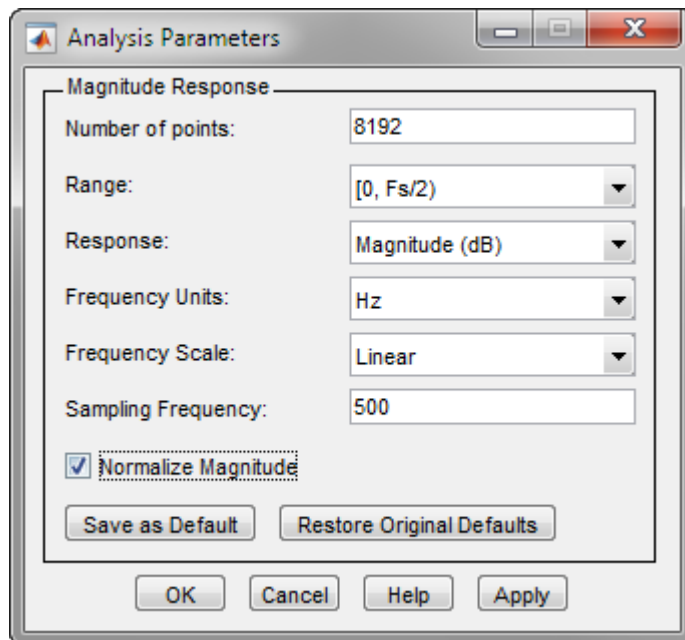 Analysis Parameters
Magnitude Response
Number of points: 8192
Range: [0, Fs/2)
Response: Magnitude (dB)
Frequency Units: Hz
Frequency Scale: Linear
Sampling Frequency: 500
Normalize Magnitude
Save as Default Restore Original Defaults
OK Cancel Help Apply